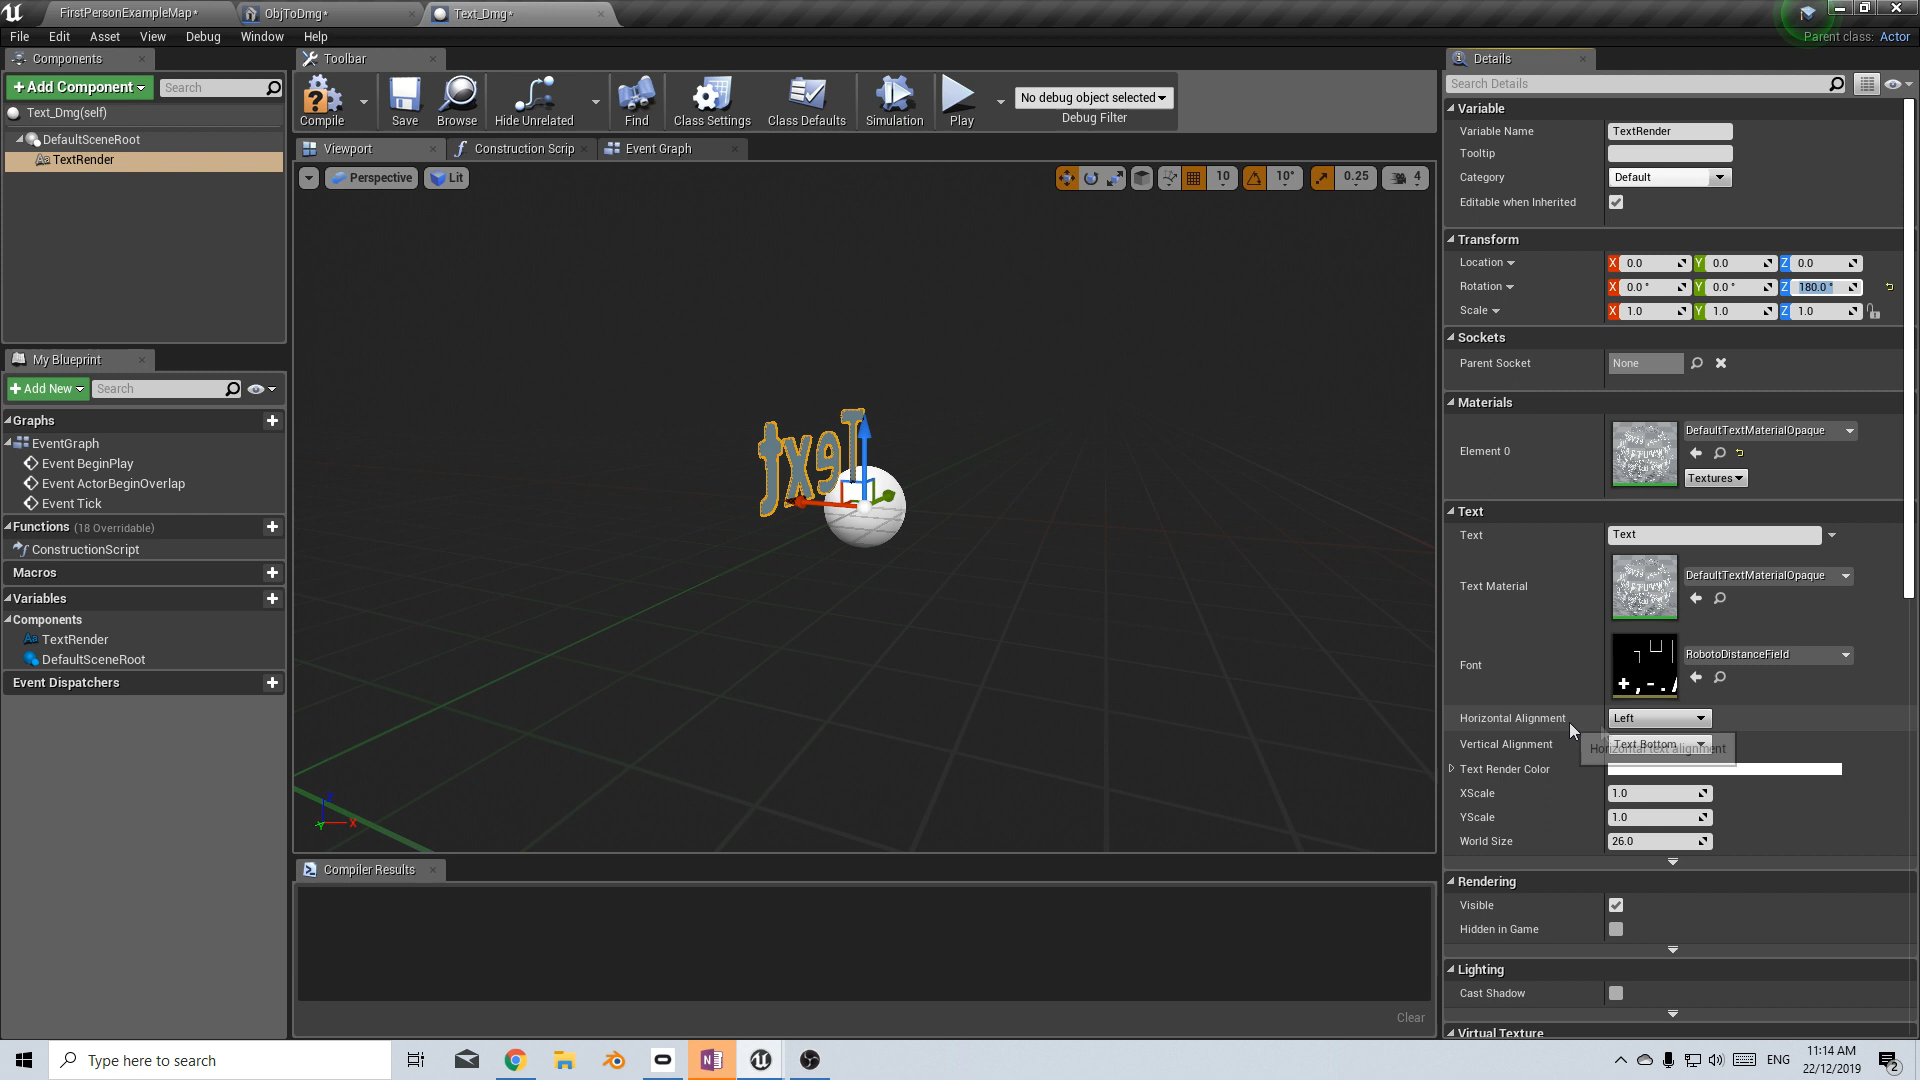 FirstPersonExampleMap*
ObjToDmg*
Text_Dmg*
File Edit Asset View Debug Window Help
Parent class: Actor
Components
+Add Component
Search
Text_Dmg(self)
DefaultSceneRoot
TextRender
My Blueprint
+Add New
Search
Graphs
EventGraph
Event BeginPlay
Event ActorBeginOverlap
Event Tick
Functions (18 Overridable)
ConstructionScript
Macros
Variables
Components
TextRender
DefaultSceneRoot
Event Dispatchers
Toolbar
Compile
Save
Browse
Hide Unrelated
Find
Class Settings
Class Defaults
Simulation
Play
No debug object selected
Debug Filter
Viewport
Construction Scrip
Event Graph
Perspective
Lit
10
10°
0.25
4
Text
Z
X
Y
Compiler Results
Clear
Details
Search Details
Variable
Variable Name TextRender
Tooltip
Category Default
Editable when Inherited
Transform
Location X 0.0 Y 0.0 Z 0.0
Rotation X 0.0 ° Y 0.0 ° Z 180.0 °
Scale X 1.0 Y 1.0 Z 1.0
Sockets
Parent Socket None
Materials
Element 0 DefaultTextMaterialOpaque
Textures
Text
Text Text
Text Material DefaultTextMaterialOpaque
Font RobotoDistanceField
Horizontal Alignment Left
Vertical Alignment Text Bottom
Horizontal text alignment
Text Render Color
XScale 1.0
YScale 1.0
World Size 26.0
Rendering
Visible
Hidden in Game
Lighting
Cast Shadow
Virtual Texture
Type here to search
ENG
11:14 AM
22/12/2019
2